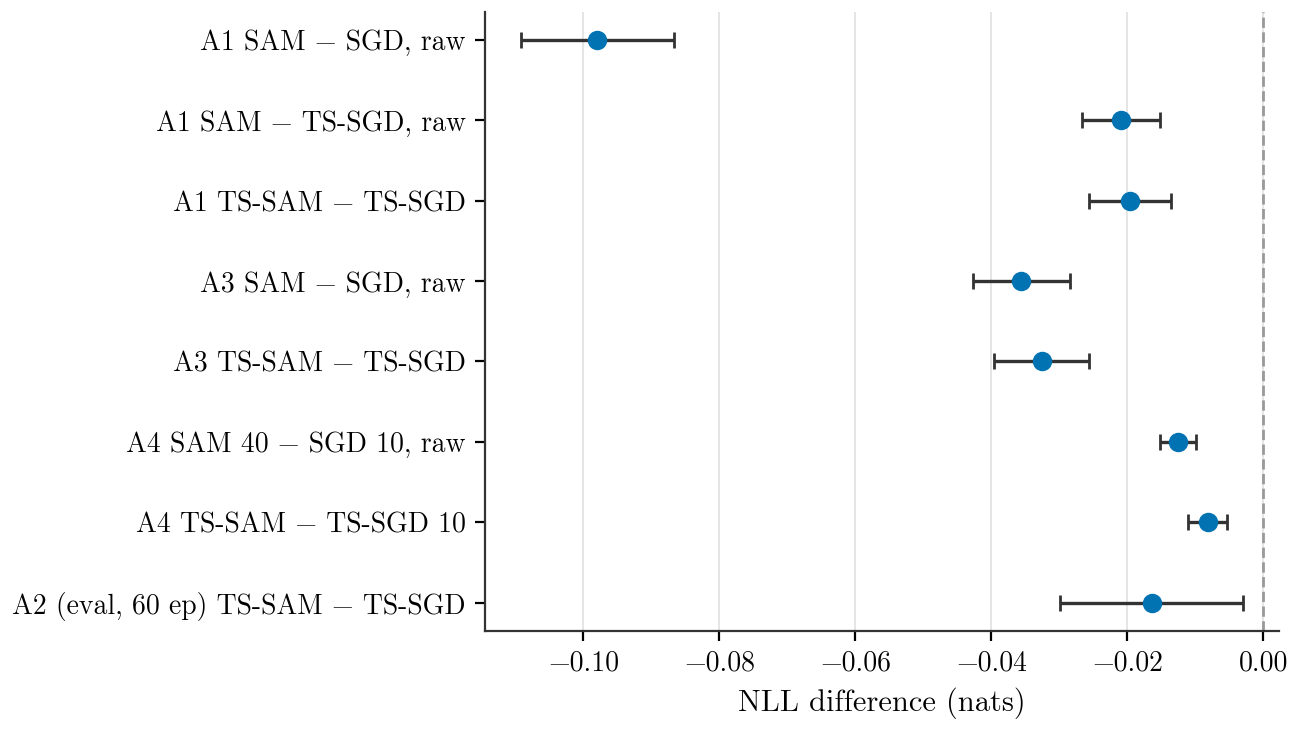 A1 SAM − SGD, raw
A1 SAM − TS-SGD, raw
A1 TS-SAM − TS-SGD
A3 SAM − SGD, raw
A3 TS-SAM − TS-SGD
A4 SAM 40 − SGD 10, raw
A4 TS-SAM − TS-SGD 10
A2 (eval, 60 ep) TS-SAM − TS-SGD
−0.10 −0.08 −0.06 −0.04 −0.02 0.00
NLL difference (nats)